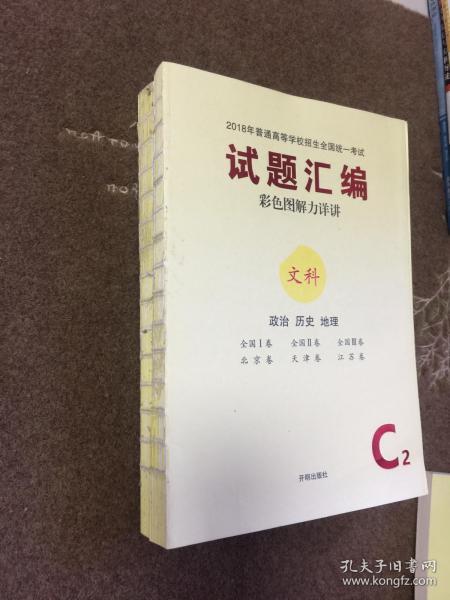 2018年普通高等学校招生全国统一考试
试题汇编
彩色图解力详讲
文科
政治 历史 地理
全国Ⅰ卷 全国Ⅱ卷 全国Ⅲ卷
北京卷 天津卷 江苏卷
C2
开明出版社
孔夫子旧书网
www.kongfz.com